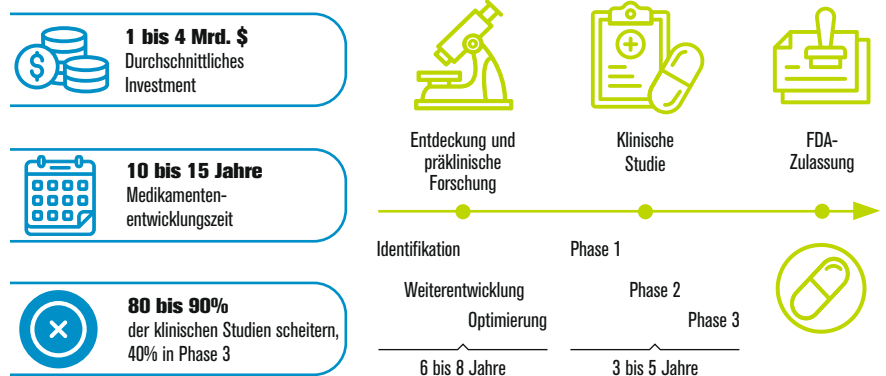 1 bis 4 Mrd. $
Durchschnittliches
Investment
$
10 bis 15 Jahre
Medikamenten-
entwicklungszeit
80 bis 90%
der klinischen Studien scheitern,
40% in Phase 3
Entdeckung und
präklinische
Forschung
Klinische
Studie
FDA-
Zulassung
Identifikation
Weiterentwicklung
Optimierung
6 bis 8 Jahre
Phase 1
Phase 2
Phase 3
3 bis 5 Jahre